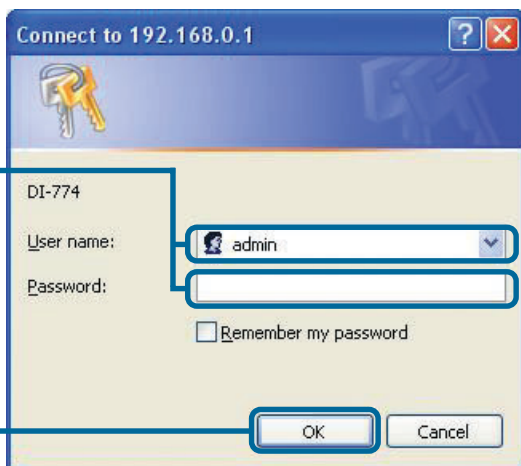 Connect to 192.168.0.1
DI-774
User name:
admin
Password:
Remember my password
OK
Cancel